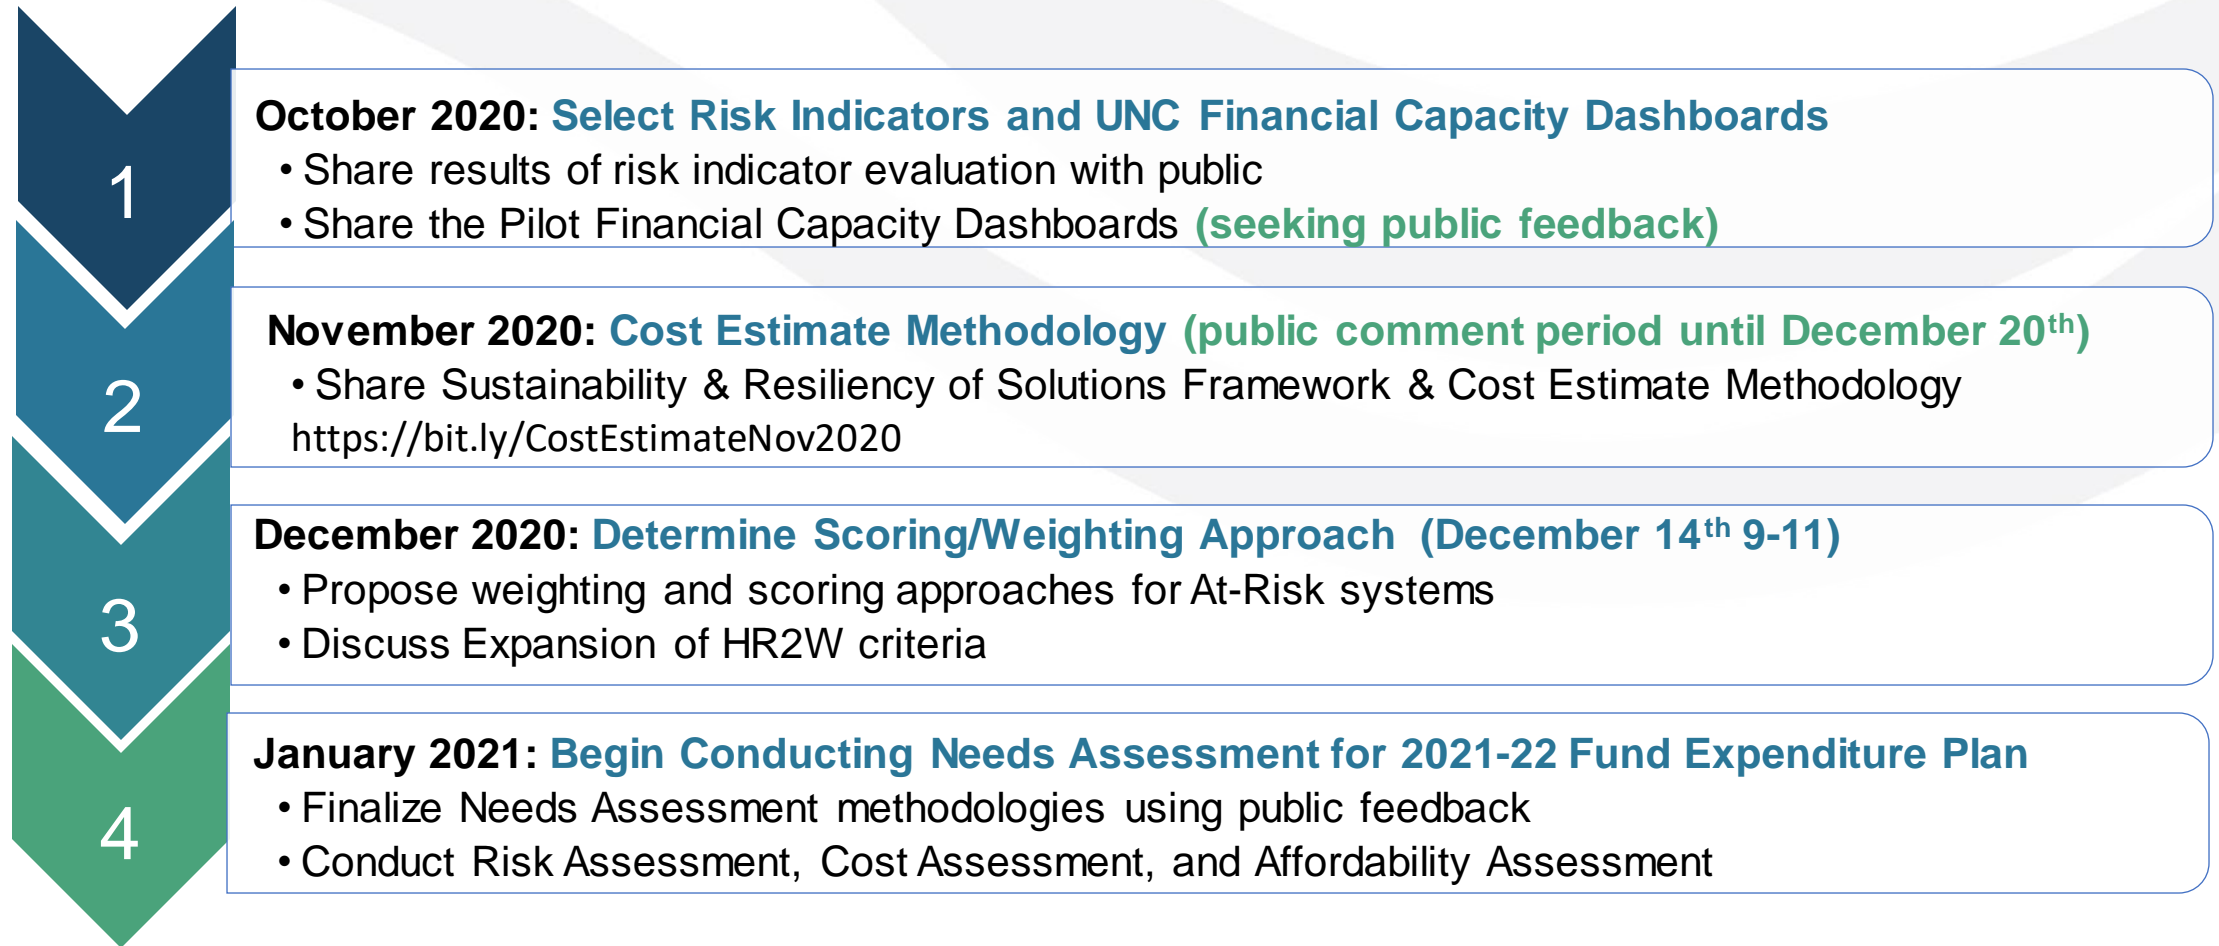 1
October 2020: Select Risk Indicators and UNC Financial Capacity Dashboards
• Share results of risk indicator evaluation with public
• Share the Pilot Financial Capacity Dashboards (seeking public feedback)
2
November 2020: Cost Estimate Methodology (public comment period until December 20th)
• Share Sustainability & Resiliency of Solutions Framework & Cost Estimate Methodology
https://bit.ly/CostEstimateNov2020
3
December 2020: Determine Scoring/Weighting Approach (December 14th 9-11)
• Propose weighting and scoring approaches for At-Risk systems
• Discuss Expansion of HR2W criteria
4
January 2021: Begin Conducting Needs Assessment for 2021-22 Fund Expenditure Plan
• Finalize Needs Assessment methodologies using public feedback
• Conduct Risk Assessment, Cost Assessment, and Affordability Assessment